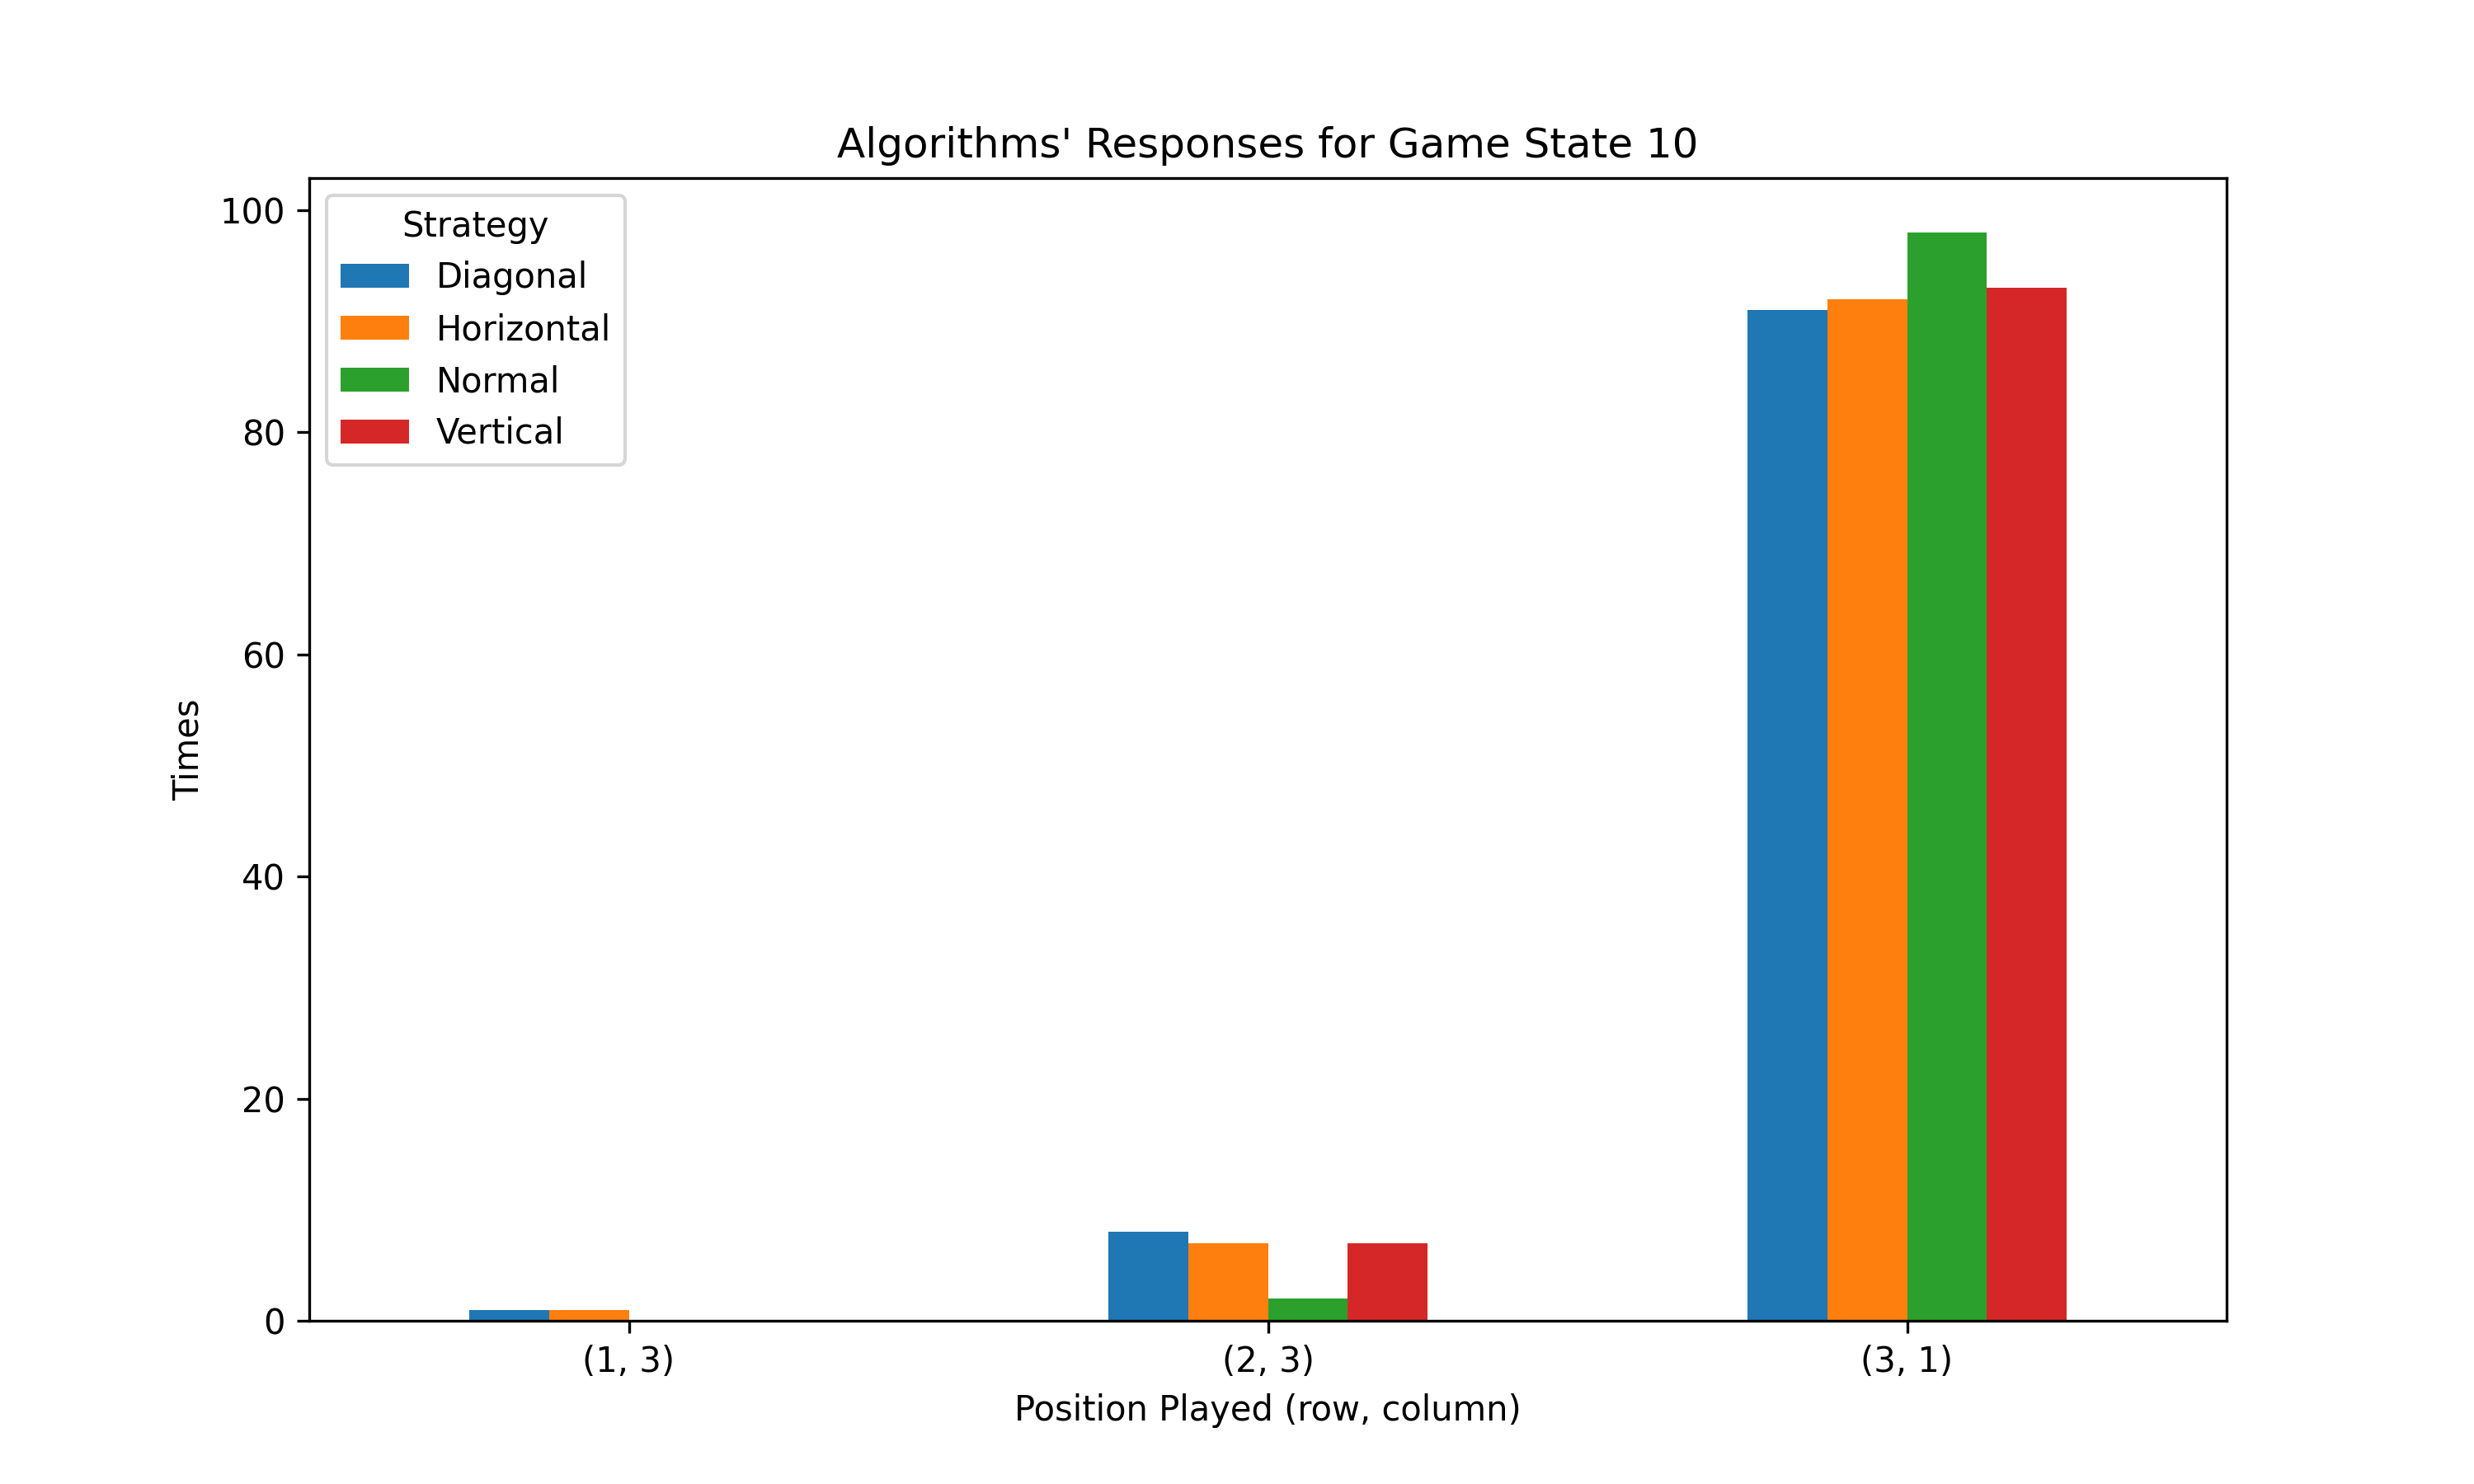 Algorithms' Responses for Game State 10
Strategy
Diagonal
Horizontal
Normal
Vertical
100
80
60
40
20
0
Times
(1, 3)
(2, 3)
(3, 1)
Position Played (row, column)